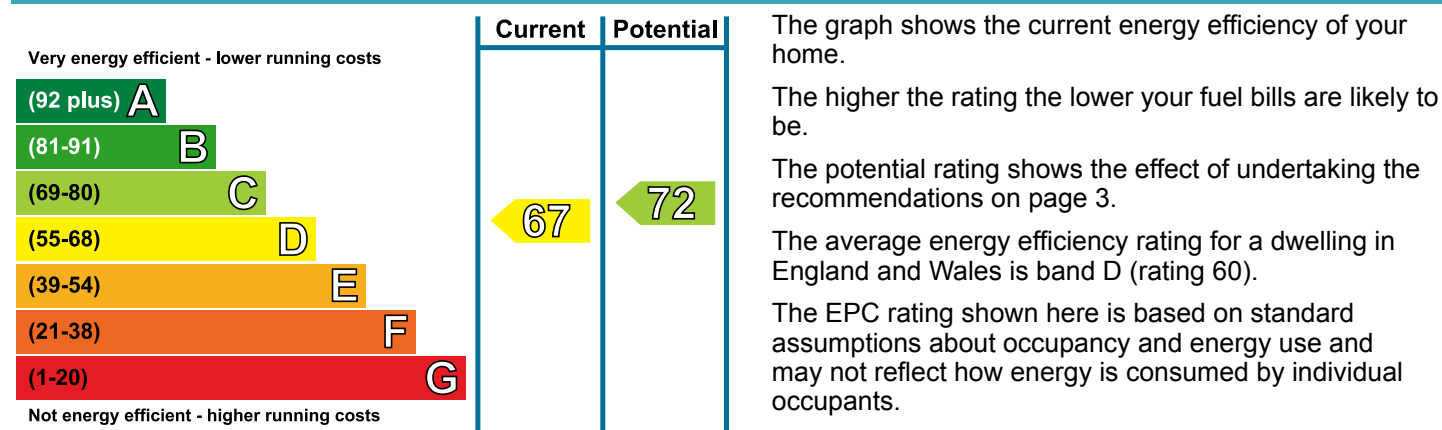 Current Potential
Very energy efficient - lower running costs
(92 plus) A
(81-91) B
(69-80) C
(55-68) D
(39-54) E
(21-38) F
(1-20) G
67
72
Not energy efficient - higher running costs
The graph shows the current energy efficiency of your
home.
The higher the rating the lower your fuel bills are likely to
be.
The potential rating shows the effect of undertaking the
recommendations on page 3.
The average energy efficiency rating for a dwelling in
England and Wales is band D (rating 60).
The EPC rating shown here is based on standard
assumptions about occupancy and energy use and
may not reflect how energy is consumed by individual
occupants.